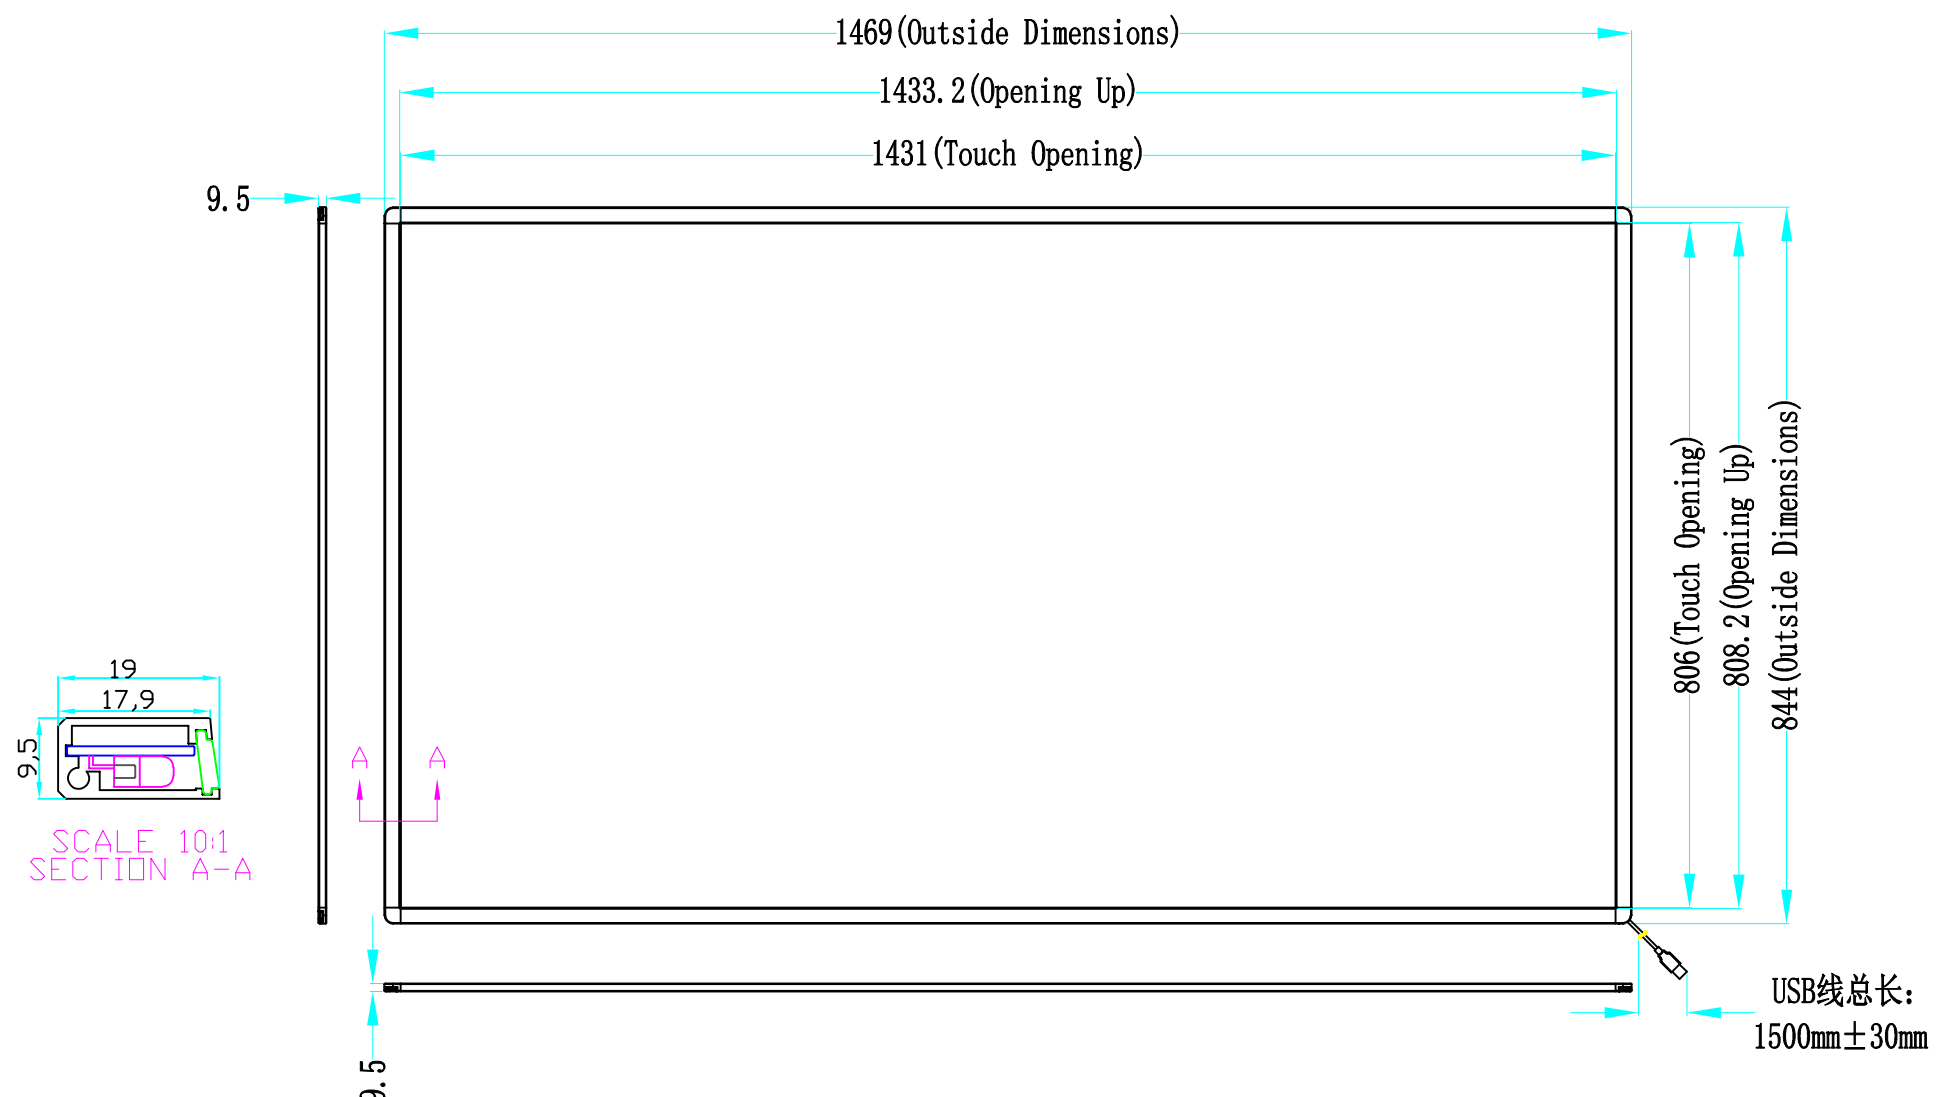 1469(Outside Dimensions)
1433.2(Opening Up)
1431(Touch Opening)
9.5
806(Touch Opening)
808.2(Opening Up)
844(Outside Dimensions)
19
17,9
9,5
A A
SCALE 10:1
SECTION A-A
USB线总长:
1500mm±30mm
9.5